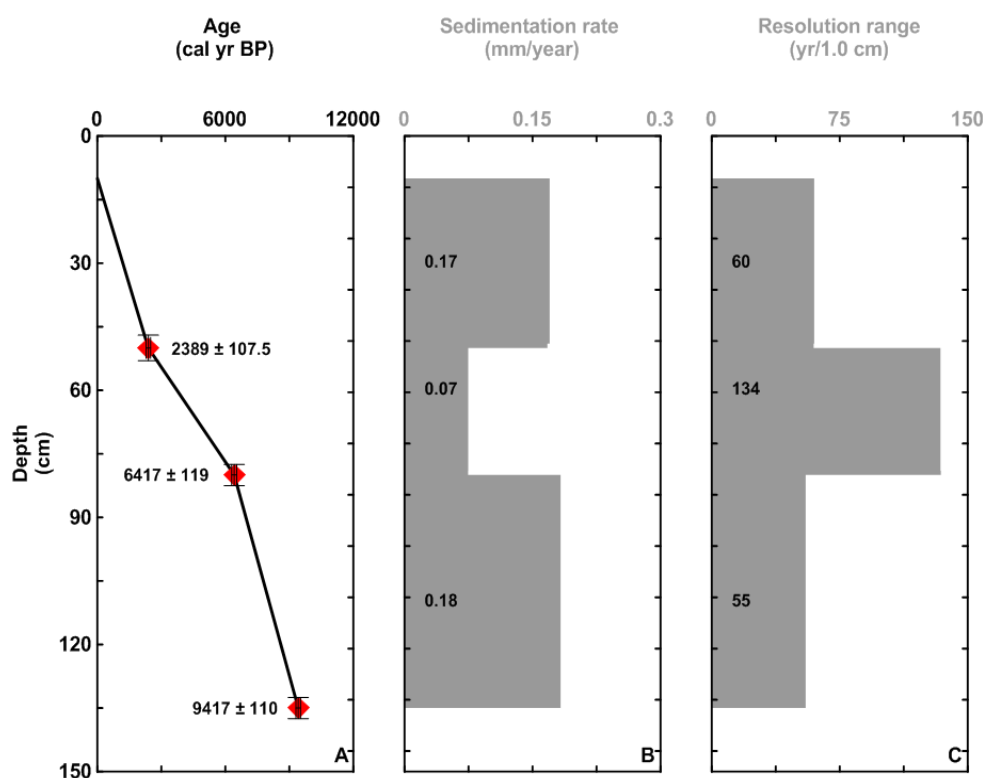 Age
(cal yr BP)
Sedimentation rate
(mm/year)
Resolution range
(yr/1.0 cm)
0 6000 12000
0 0.15 0.3
0 75 150
0
30
60
90
120
150
Depth
(cm)
2389 ± 107.5
6417 ± 119
9417 ± 110
A
0.17
0.07
0.18
B
60
134
55
C